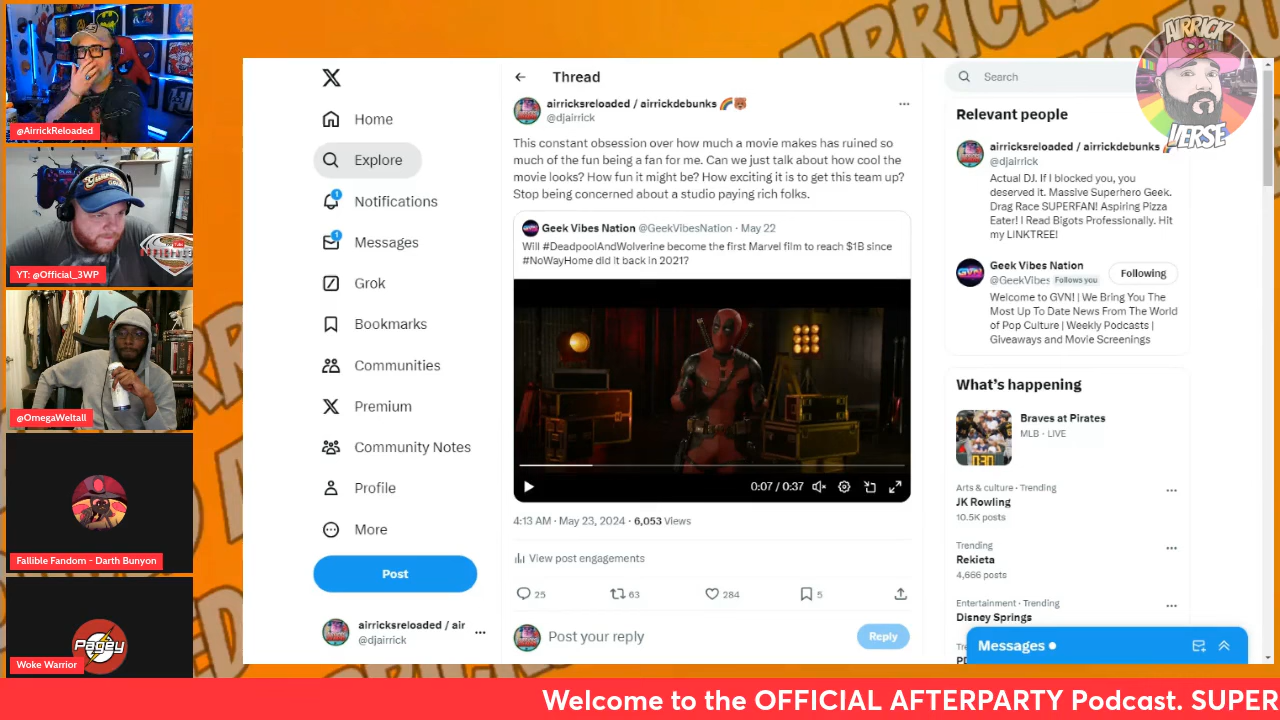 @AirrickReloaded
YT: @Official_3WP
@OmegaWeltall
Fallible Fandom - Darth Bunyon
Pagey
Woke Warrior
AIRRICK
VERSE
Home
Explore
1
Notifications
1
Messages
Grok
Bookmarks
Communities
Premium
Community Notes
Profile
More
Post
airricksreloaded / air
@djairrick
Thread
airricksreloaded / airrickdebunks
@djairrick
This constant obsession over how much a movie makes has ruined so
much of the fun being a fan for me. Can we just talk about how cool the
movie looks? How fun it might be? How exciting it is to get this team up?
Stop being concerned about a studio paying rich folks.
Geek Vibes Nation @GeekVibesNation · May 22
Will #DeadpoolAndWolverine become the first Marvel film to reach $1B since
#NoWayHome did it back in 2021?
0:07 / 0:37
4:13 AM · May 23, 2024 · 6,053 Views
View post engagements
25
63
284
5
Post your reply
Reply
Search
Relevant people
airricksreloaded / airrickdebunks
@djairrick
Actual DJ. If I blocked you, you
deserved it. Massive Superhero Geek.
Drag Race SUPERFAN! Aspiring Pizza
Eater! I Read Bigots Professionally. Hit
my LINKTREE!
Geek Vibes Nation
@GeekVibes Follows you
Following
Welcome to GVN! | We Bring You The
Most Up To Date News From The World
of Pop Culture | Weekly Podcasts |
Giveaways and Movie Screenings
What's happening
Braves at Pirates
MLB · LIVE
Arts & culture · Trending
JK Rowling
10.5K posts
Trending
Rekieta
4,666 posts
Entertainment · Trending
Disney Springs
Messages
Welcome to the OFFICIAL AFTERPARTY Podcast. SUPER